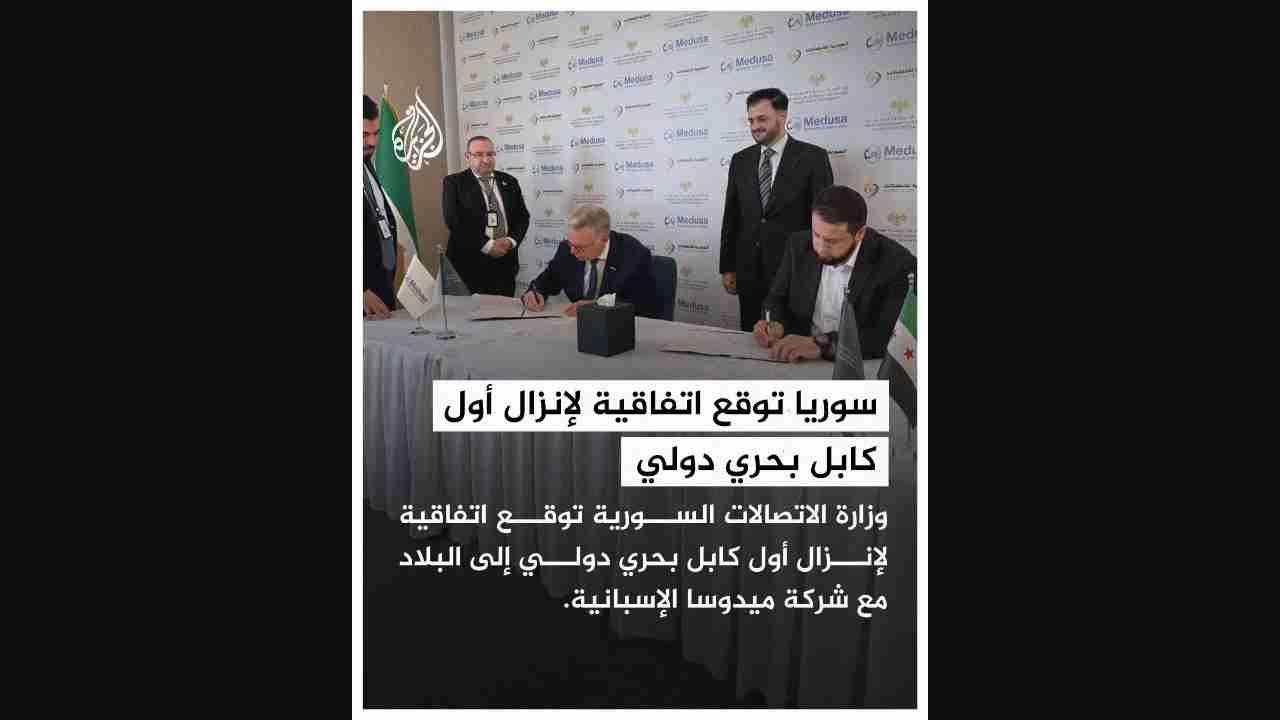 الجزيرة
Medusa
سوريا توقع اتفاقية لإنزال أول
كابل بحري دولي
وزارة الاتصالات السورية توقع اتفاقية
لإنزال أول كابل بحري دولي إلى البلاد
مع شركة ميدوسا الإسبانية.